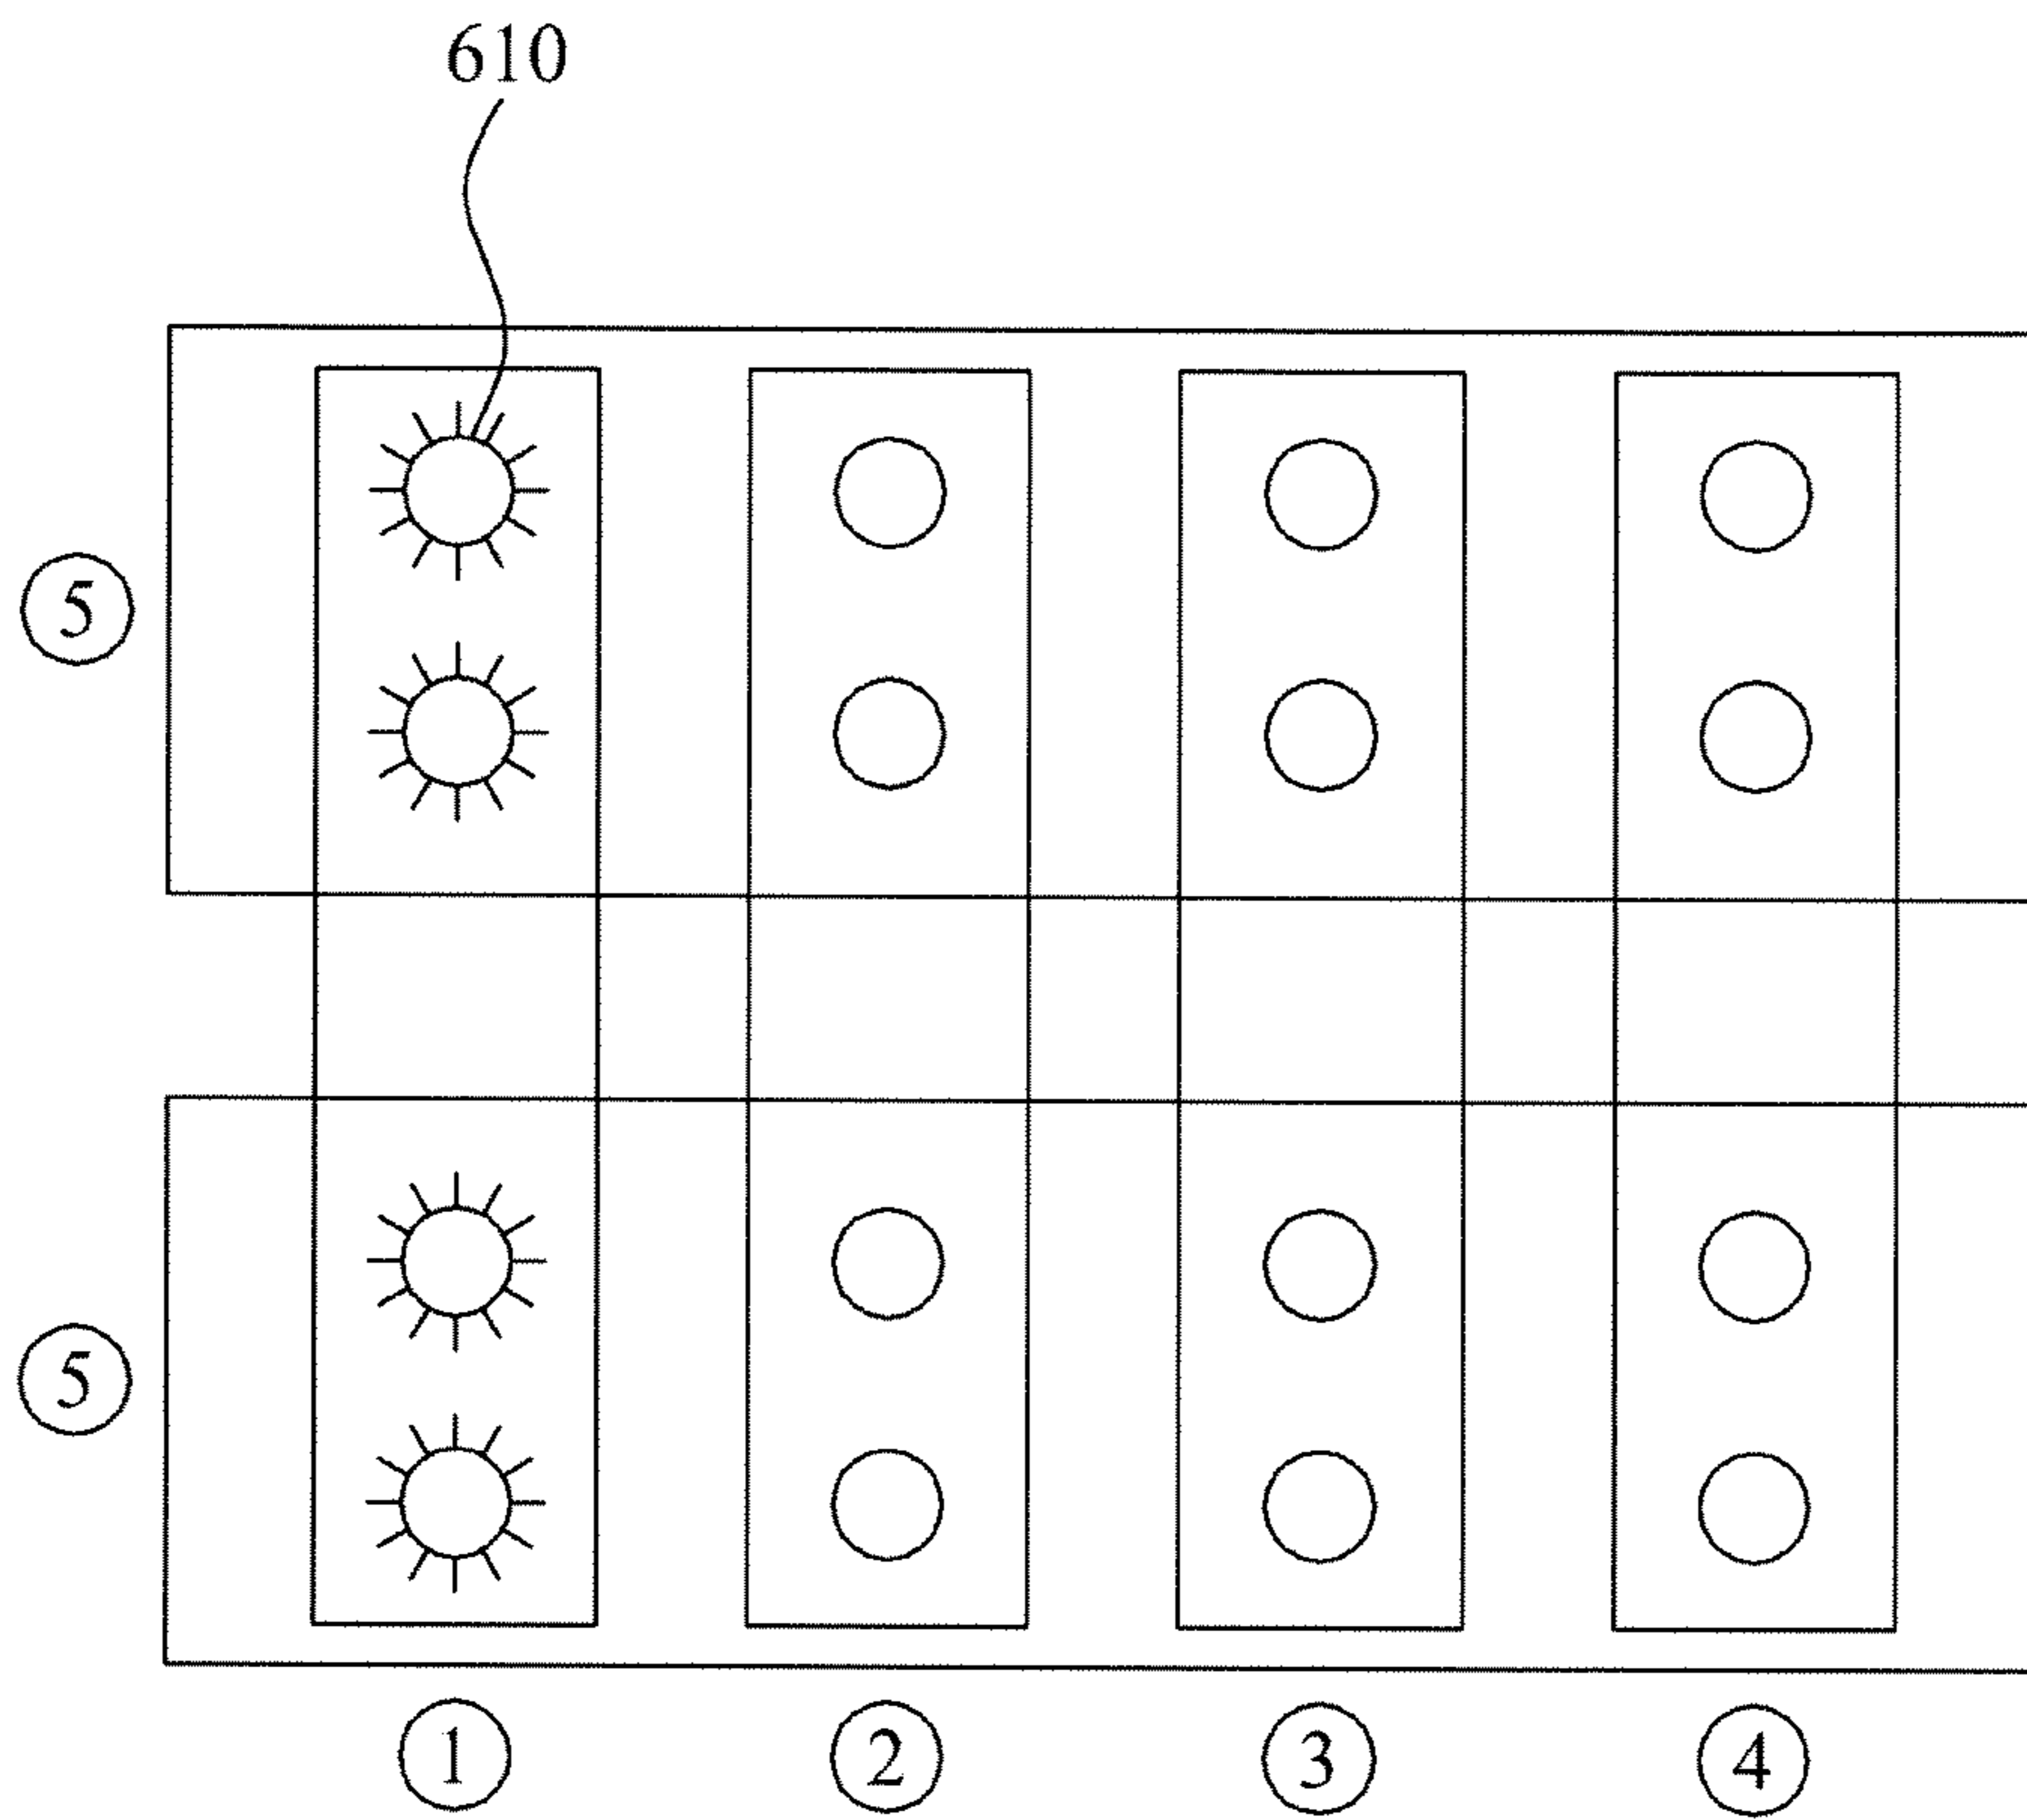 610
⑤
⑤
① ② ③ ④